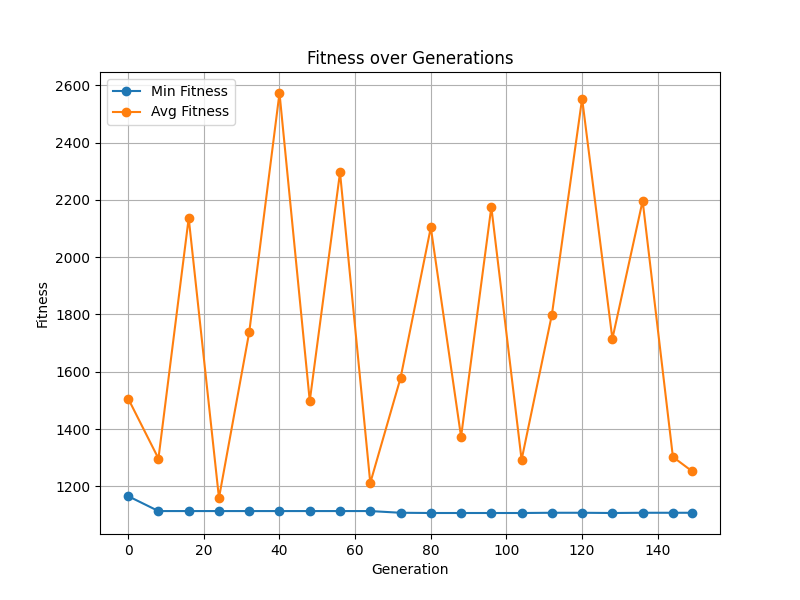 Fitness over Generations
Min Fitness
Avg Fitness
Fitness
2600
2400
2200
2000
1800
1600
1400
1200
0 20 40 60 80 100 120 140
Generation